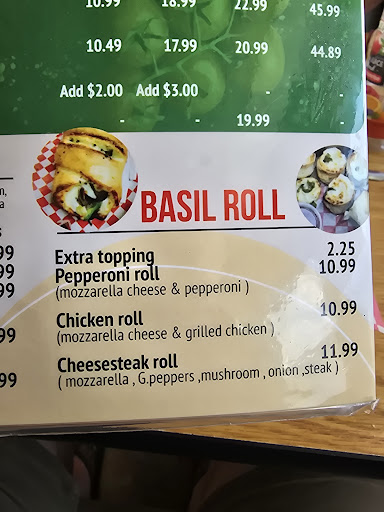 10.99 18.99 22.99 45.99
10.49 17.99 20.99 44.89
Add $2.00 Add $3.00 - -
- - 19.99 -
BASIL ROLL
Extra topping 2.25
Pepperoni roll 10.99
(mozzarella cheese & pepperoni )
Chicken roll 10.99
(mozzarella cheese & grilled chicken )
Cheesesteak roll 11.99
( mozzarella , G.peppers ,mushroom , onion ,steak )